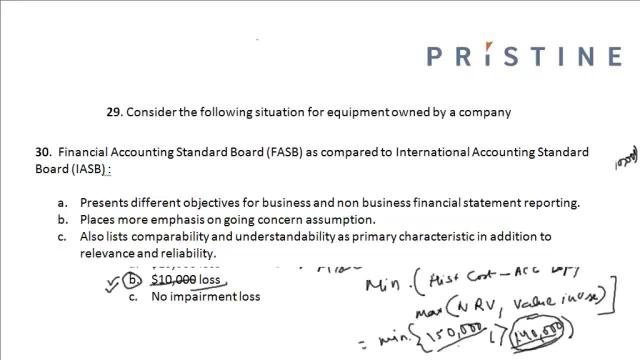 PRISTINE
29. Consider the following situation for equipment owned by a company
30. Financial Accounting Standard Board (FASB) as compared to International Accounting Standard
Board (IASB) :
a. Presents different objectives for business and non business financial statement reporting.
b. Places more emphasis on going concern assumption.
c. Also lists comparability and understandability as primary characteristic in addition to
relevance and reliability.
b. $10,000 loss
c. No impairment loss
Min. (Hist Cost - Acc
max (NRV, Value in use)
= min. { 150,000, 140,000